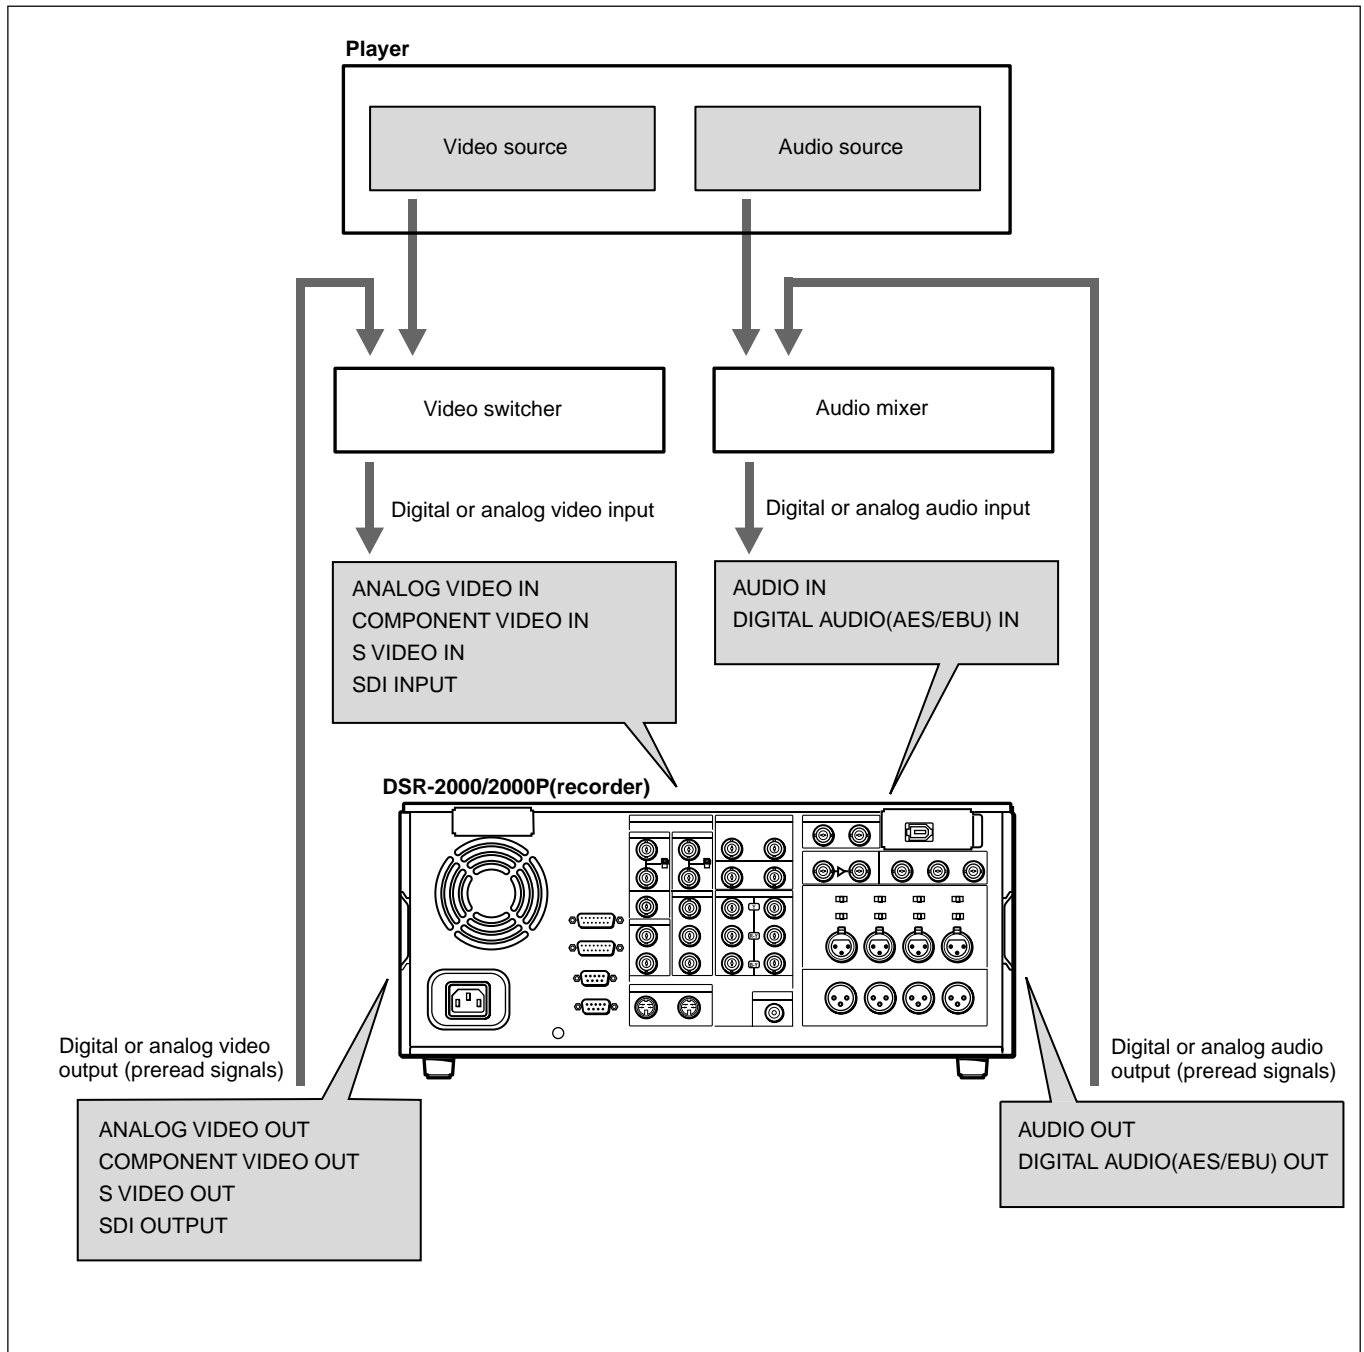 Player
Video source
Audio source
Video switcher
Audio mixer
Digital or analog video input
Digital or analog audio input
ANALOG VIDEO IN
COMPONENT VIDEO IN
S VIDEO IN
SDI INPUT
AUDIO IN
DIGITAL AUDIO(AES/EBU) IN
DSR-2000/2000P(recorder)
Digital or analog video
output (preread signals)
ANALOG VIDEO OUT
COMPONENT VIDEO OUT
S VIDEO OUT
SDI OUTPUT
Digital or analog audio
output (preread signals)
AUDIO OUT
DIGITAL AUDIO(AES/EBU) OUT